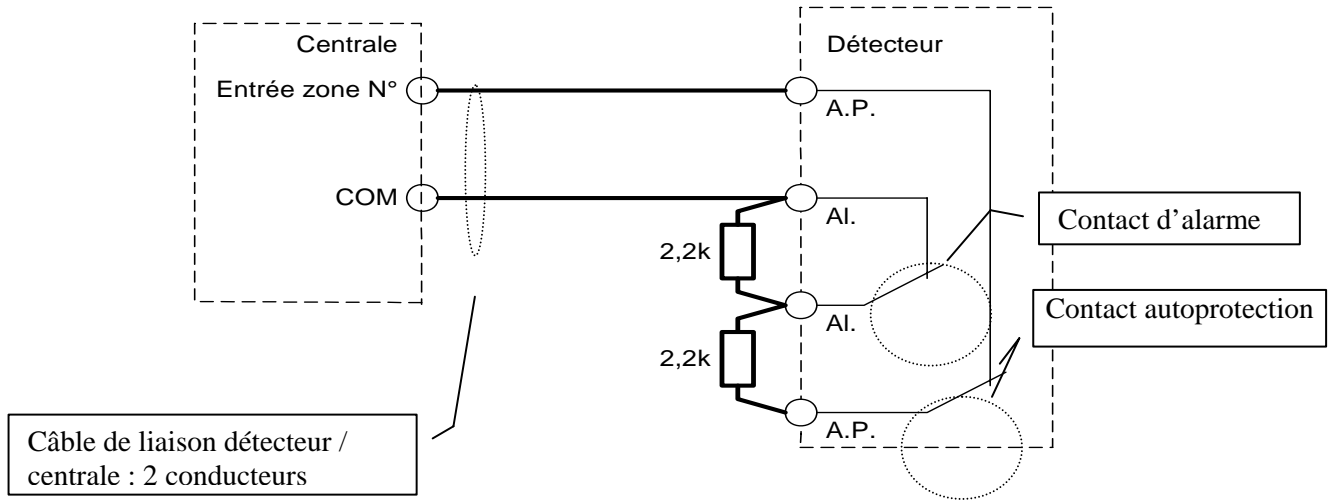 Centrale
Entrée zone N°
COM
Détecteur
A.P.
Al.
2,2k
Al.
2,2k
A.P.
Contact d’alarme
Contact autoprotection
Câble de liaison détecteur /
centrale : 2 conducteurs